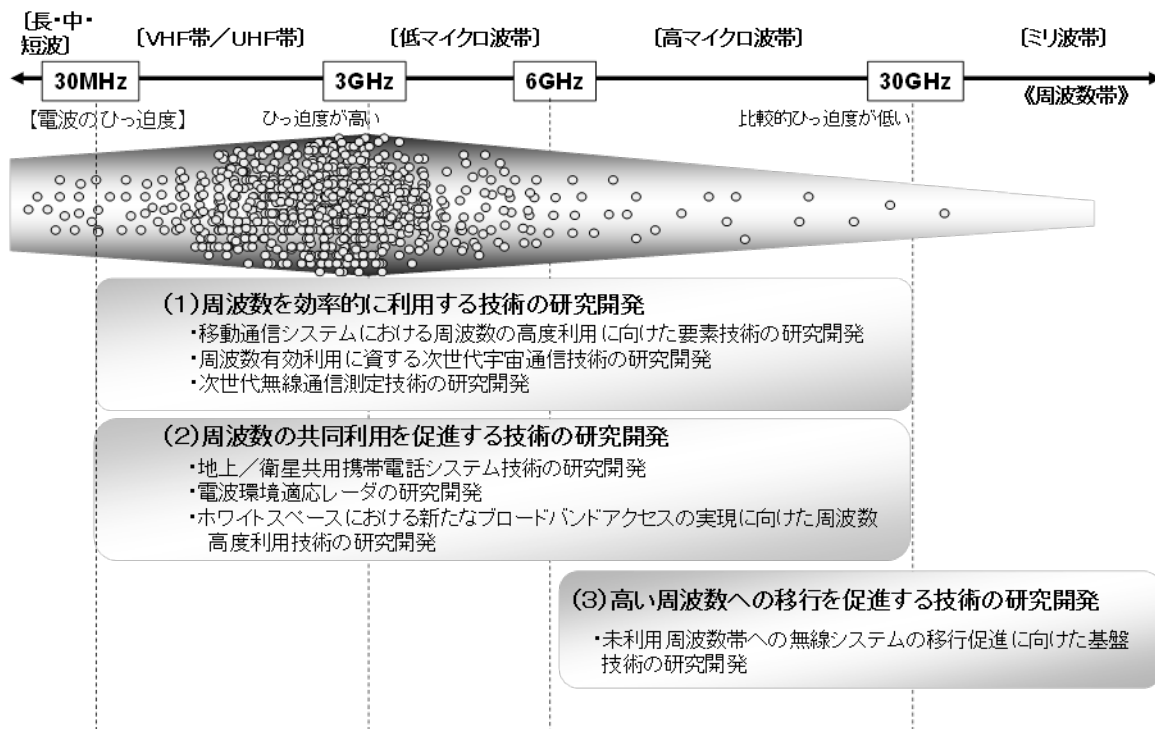 〔長・中・
短波〕
〔VHF帯／UHF帯〕
〔低マイクロ波帯〕
〔高マイクロ波帯〕
〔ミリ波帯〕
30MHz
3GHz
6GHz
30GHz
《周波数帯》
【電波のひっ迫度】
ひっ迫度が高い
比較的ひっ迫度が低い
(1)周波数を効率的に利用する技術の研究開発
・移動通信システムにおける周波数の高度利用に向けた要素技術の研究開発
・周波数有効利用に資する次世代宇宙通信技術の研究開発
・次世代無線通信測定技術の研究開発
(2)周波数の共同利用を促進する技術の研究開発
・地上／衛星共用携帯電話システム技術の研究開発
・電波環境適応レーダの研究開発
・ホワイトスペースにおける新たなブロードバンドアクセスの実現に向けた周波数
高度利用技術の研究開発
(3)高い周波数への移行を促進する技術の研究開発
・未利用周波数帯への無線システムの移行促進に向けた基盤
技術の研究開発